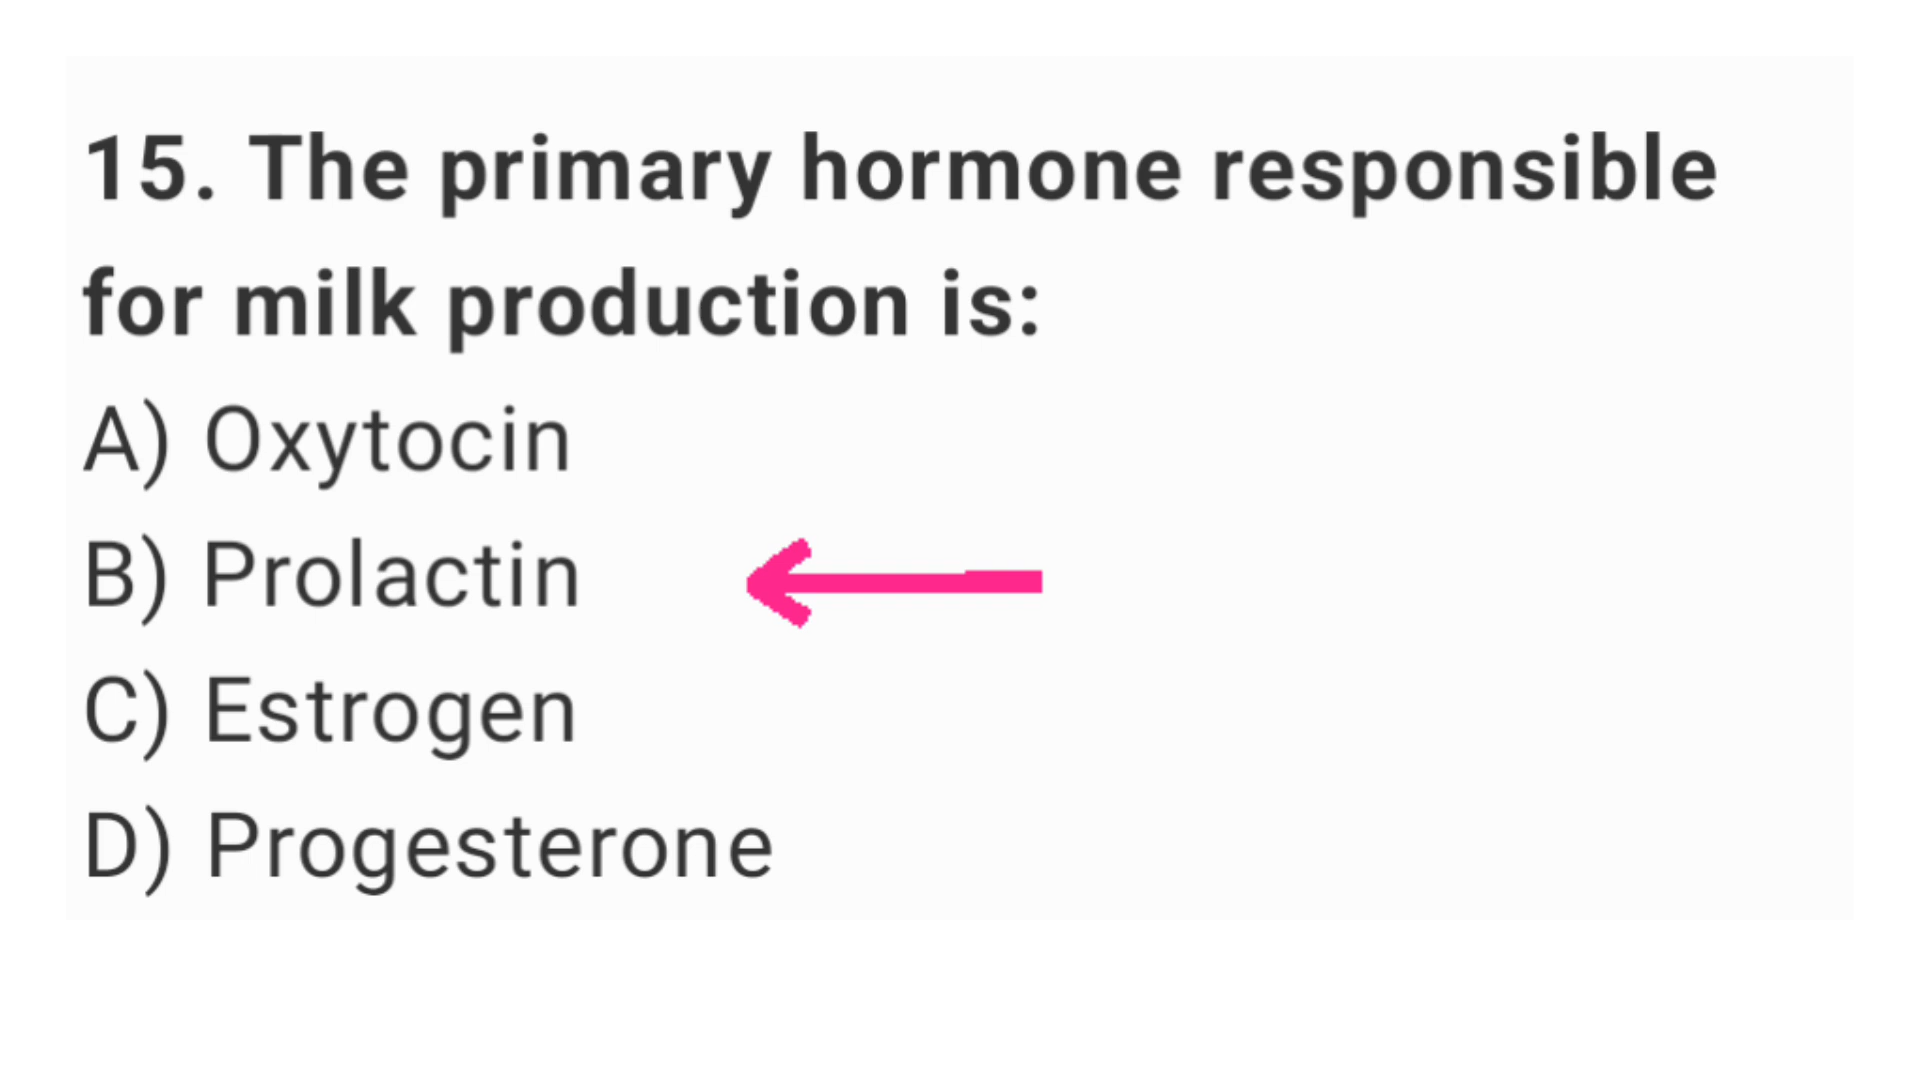 15. The primary hormone responsible
for milk production is:
A) Oxytocin
B) Prolactin
C) Estrogen
D) Progesterone